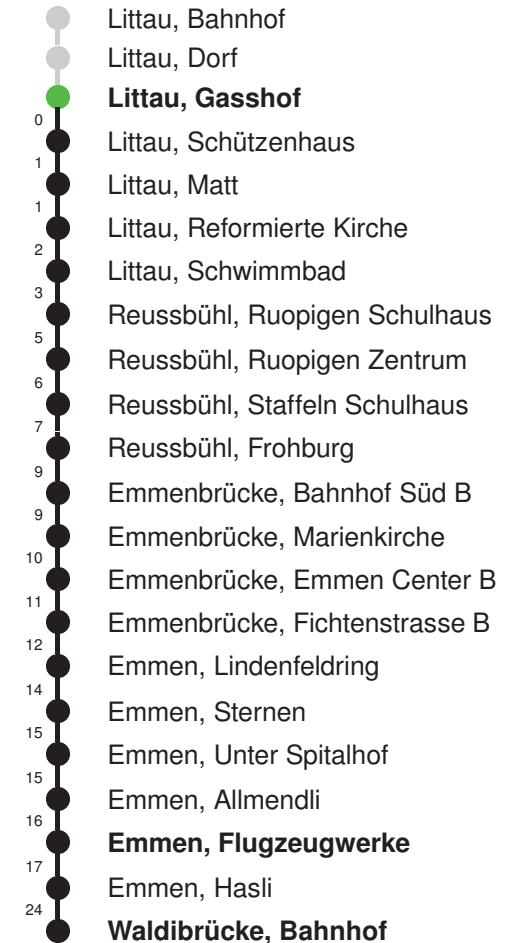 Littau, Bahnhof
Littau, Dorf
Littau, Gasshof
0
Littau, Schützenhaus
1
Littau, Matt
1
Littau, Reformierte Kirche
2
Littau, Schwimmbad
3
Reussbühl, Ruopigen Schulhaus
5
Reussbühl, Ruopigen Zentrum
6
Reussbühl, Staffeln Schulhaus
7
Reussbühl, Frohburg
9
Emmenbrücke, Bahnhof Süd B
9
Emmenbrücke, Marienkirche
10
Emmenbrücke, Emmen Center B
11
Emmenbrücke, Fichtenstrasse B
12
Emmen, Lindenfeldring
14
Emmen, Sternen
15
Emmen, Unter Spitalhof
15
Emmen, Allmendli
16
Emmen, Flugzeugwerke
17
Emmen, Hasli
24
Waldibrücke, Bahnhof